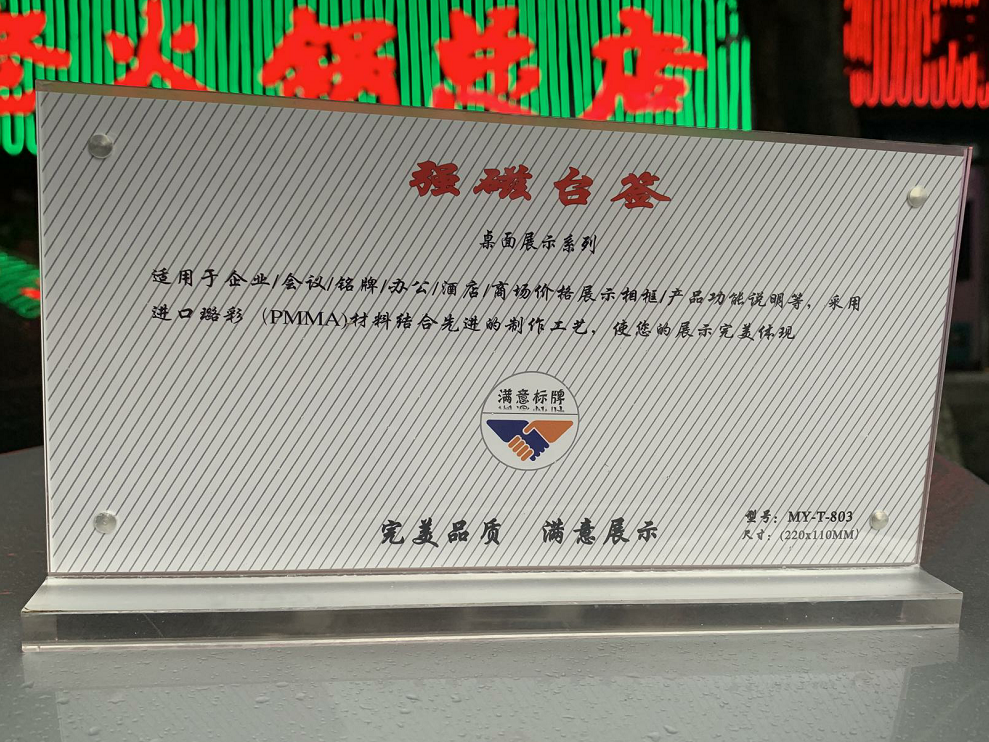 火锅总店
强磁台签
桌面展示系列
适用于企业/会议/铭牌/办公/酒店/商场价格展示相框/产品功能说明等，采用
进口璐彩（PMMA)材料结合先进的制作工艺，使您的展示完美体现
满意标牌
完美品质 满意展示
型号：MY-T-803
尺寸：(220x110MM)